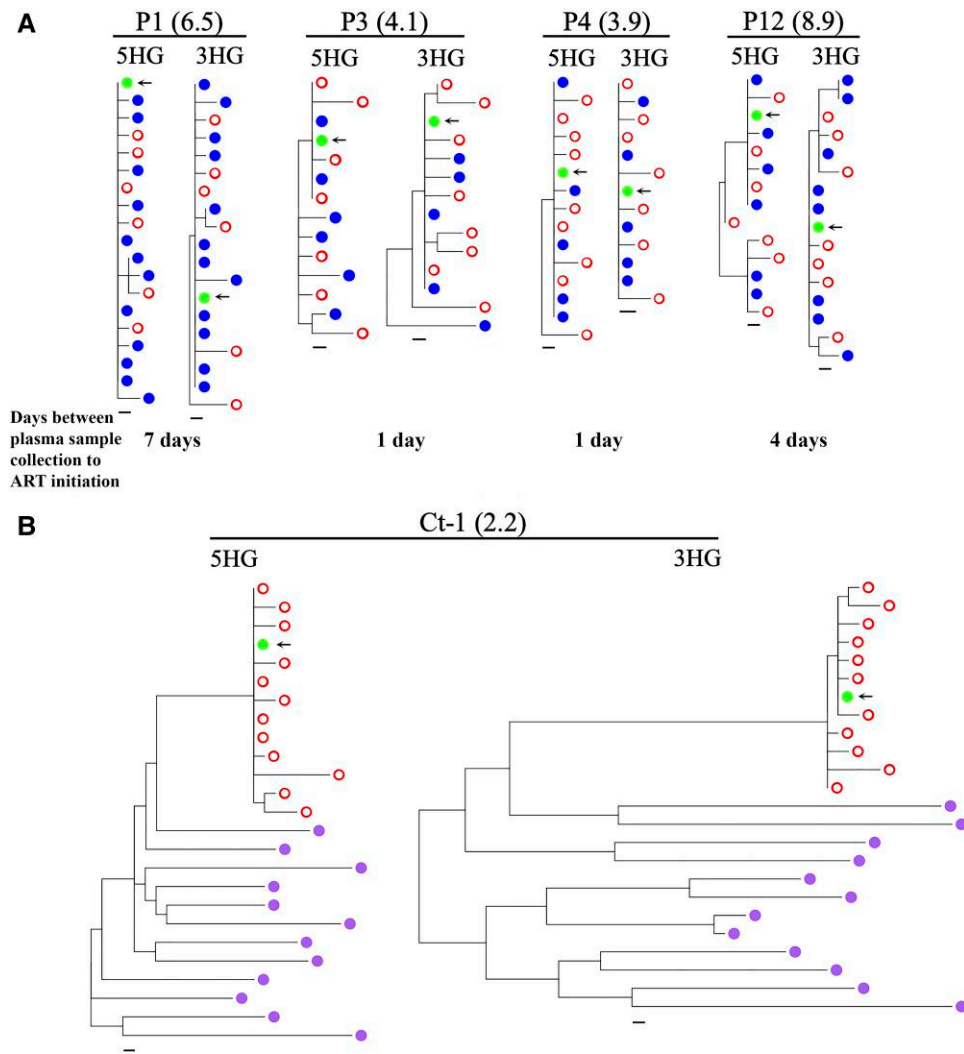 A
P1 (6.5) P3 (4.1) P4 (3.9) P12 (8.9)
5HG 3HG 5HG 3HG 5HG 3HG 5HG 3HG
Days between
plasma sample
collection to
ART initiation
7 days 1 day 1 day 4 days
B
Ct-1 (2.2)
5HG 3HG